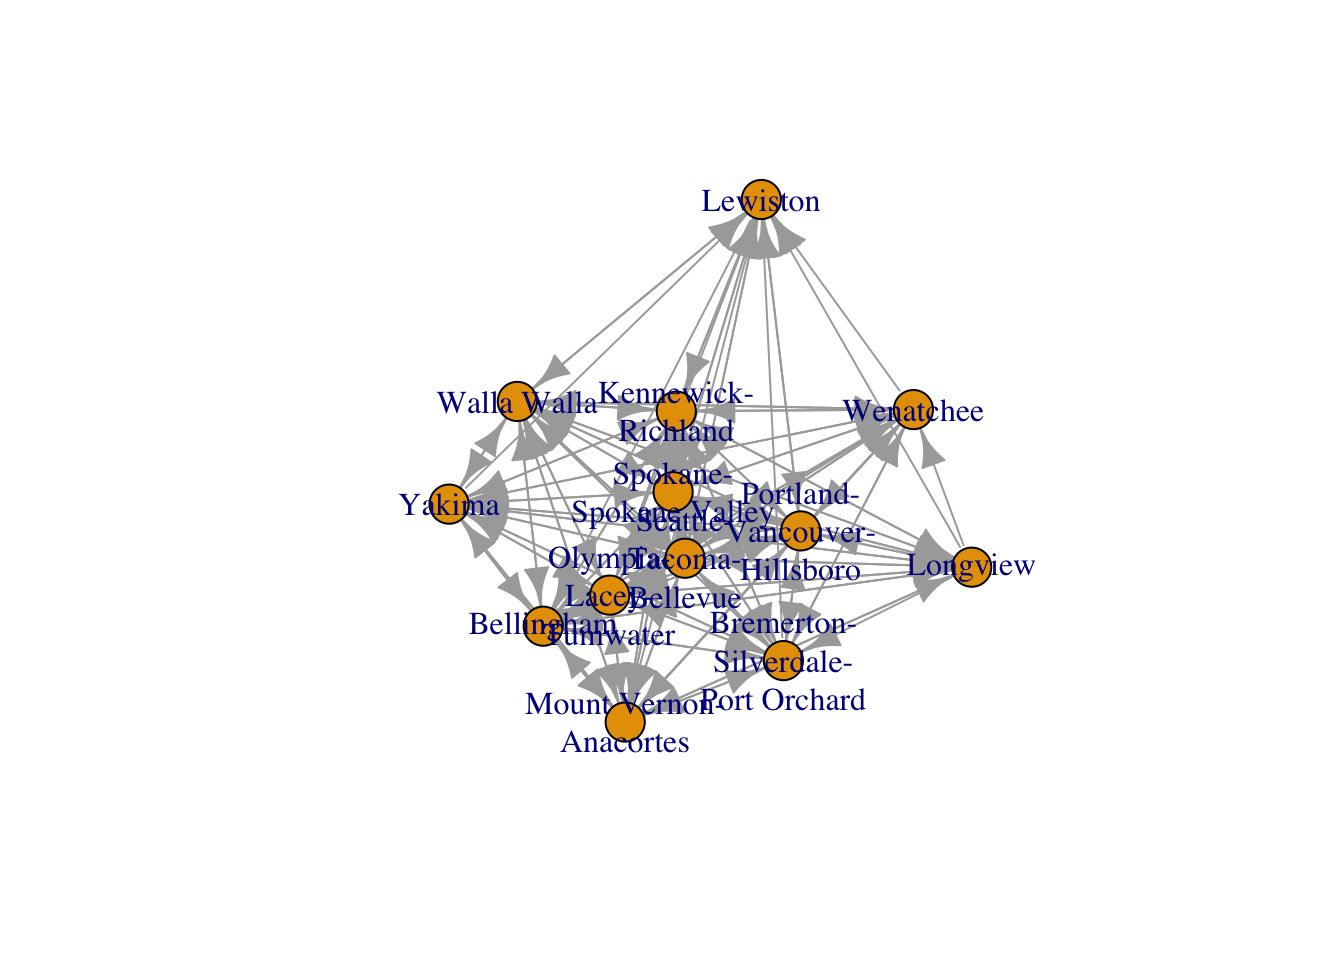 Lewiston
Walla Walla
Kennewick-
Richland
Wenatchee
Spokane-
Spokane Valley
Yakima
Portland-
Vancouver-
Hillsboro
Seattle-
Tacoma-
Bellevue
Olympia-
Lacey-
Tumwater
Longview
Bellingham
Bremerton-
Silverdale-
Port Orchard
Mount Vernon-
Anacortes